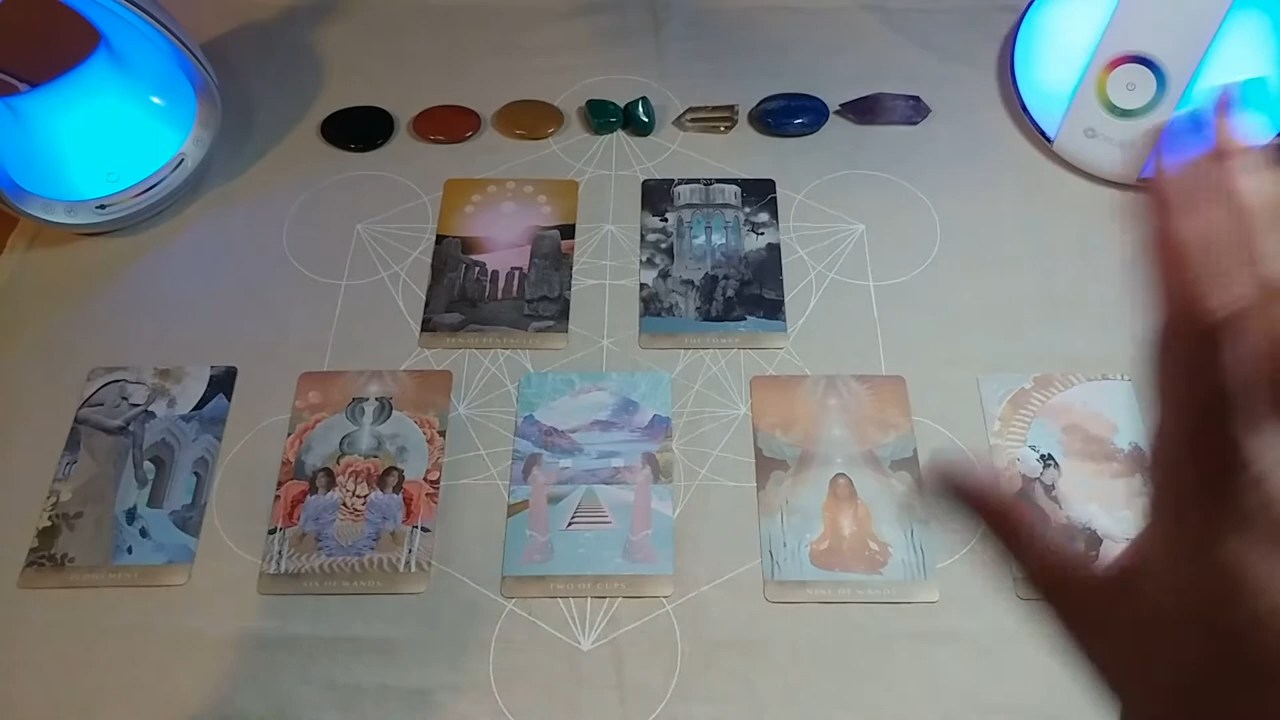 TEN OF PENTACLES
THE TOWER
JUDGEMENT
SIX OF WANDS
TWO OF CUPS
NINE OF WANDS